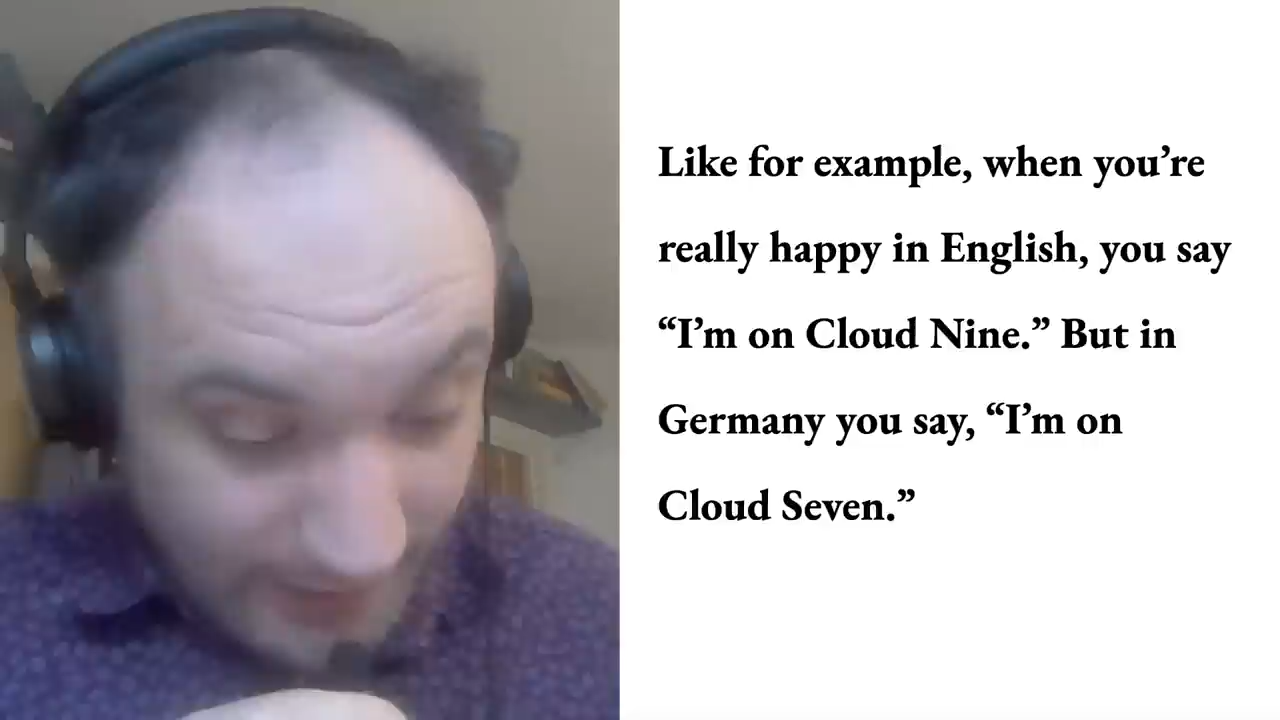 Like for example, when you’re
really happy in English, you say
“I’m on Cloud Nine.” But in
Germany you say, “I’m on
Cloud Seven.”